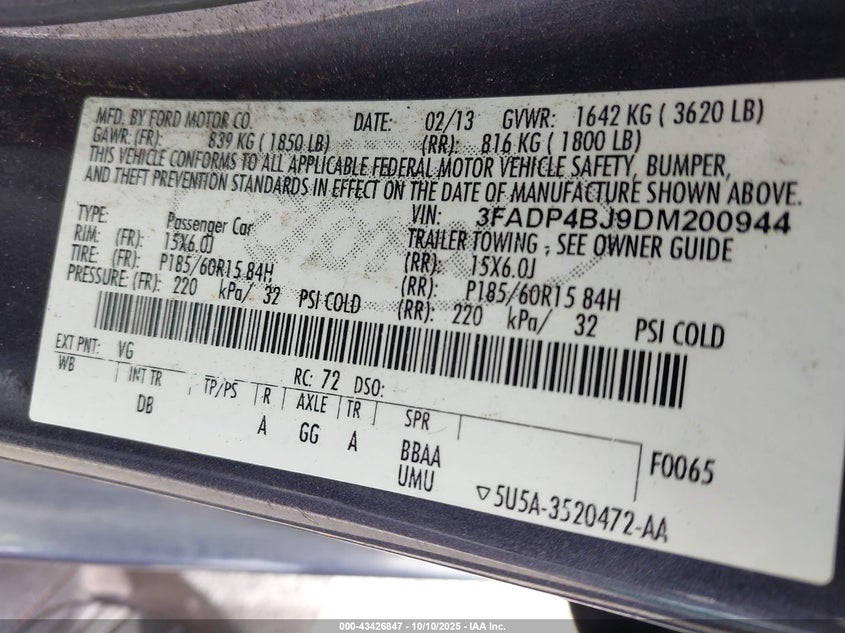 MFD. BY FORD MOTOR CO. DATE: 02/13 GVWR: 1642 KG ( 3620 LB)
GAWR: (FR): 839 KG ( 1850 LB) (RR): 816 KG ( 1800 LB)
THIS VEHICLE CONFORMS TO ALL APPLICABLE FEDERAL MOTOR VEHICLE SAFETY, BUMPER,
AND THEFT PREVENTION STANDARDS IN EFFECT ON THE DATE OF MANUFACTURE SHOWN ABOVE.
VIN: 3FADP4BJ9DM200944
TYPE: Passenger Car TRAILER TOWING - SEE OWNER GUIDE
RIM: (FR): 15X6.0J (RR): 15X6.0J
TIRE: (FR): P185/60R15 84H (RR): P185/60R15 84H
PRESSURE: (FR): 220 kPa/ 32 PSI COLD (RR): 220 kPa/ 32 PSI COLD
EXT PNT: VG RC: 72 DSO:
WB INT TR TP/PS R AXLE TR SPR
DB A GG A BBAA
UMU
F0065
▽5U5A-3520472-AA
000-43426847 - 10/10/2025 - IAA Inc.